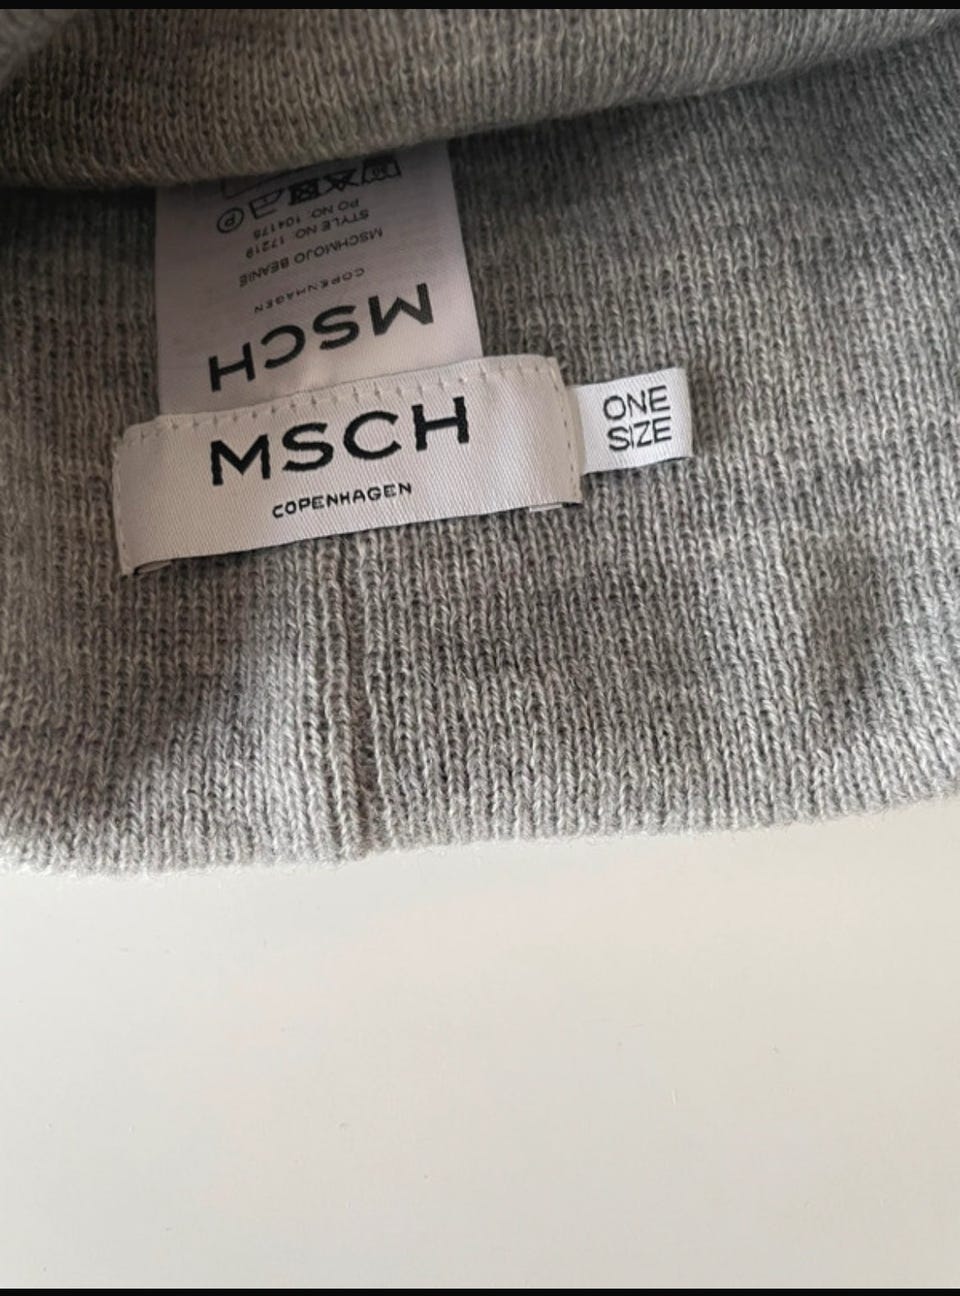 MSCH
COPENHAGEN
ONE
SIZE
MSCH
COPENHAGEN
MSCHMOJO BEANIE
STYLE NO. 17219
PO NO. 104175
P